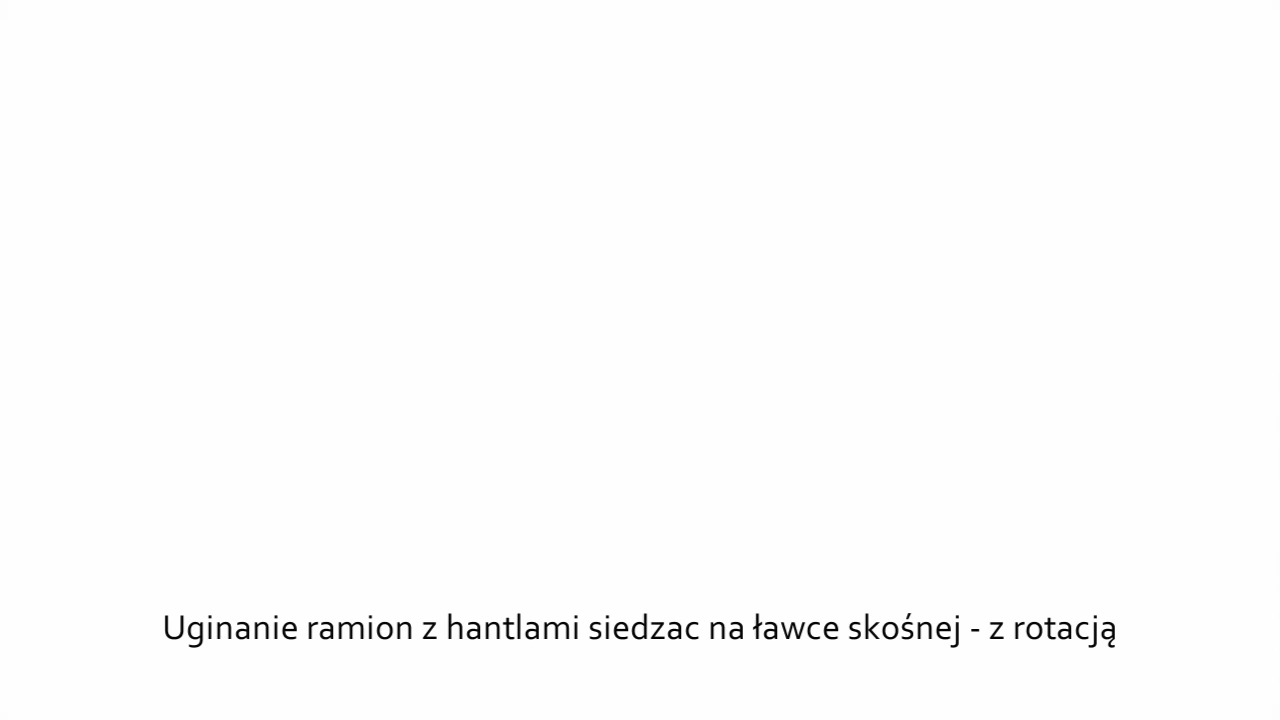 Uginanie ramion z hantlami siedzac na ławce skośnej - z rotacją